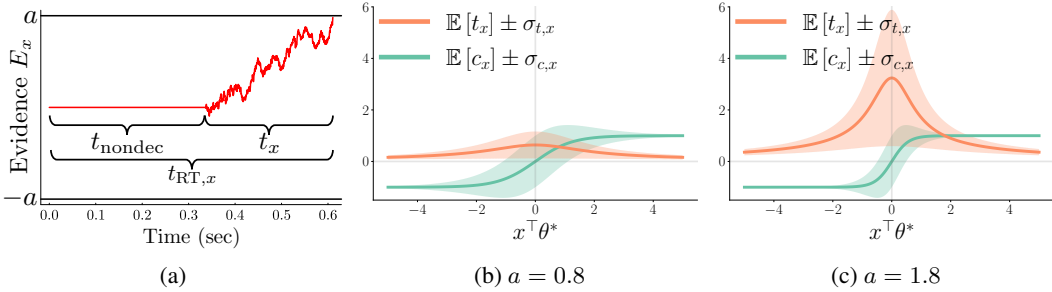 Evidence E_x
a
−a
t_nondec
t_x
t_RT,x
0.0 0.1 0.2 0.3 0.4 0.5 0.6
Time (sec)
(a)
𝔼 [t_x] ± σ_t,x
𝔼 [c_x] ± σ_c,x
6
4
2
0
−4 −2 0 2 4
x^⊤θ*
(b) a = 0.8
𝔼 [t_x] ± σ_t,x
𝔼 [c_x] ± σ_c,x
6
4
2
0
−4 −2 0 2 4
x^⊤θ*
(c) a = 1.8